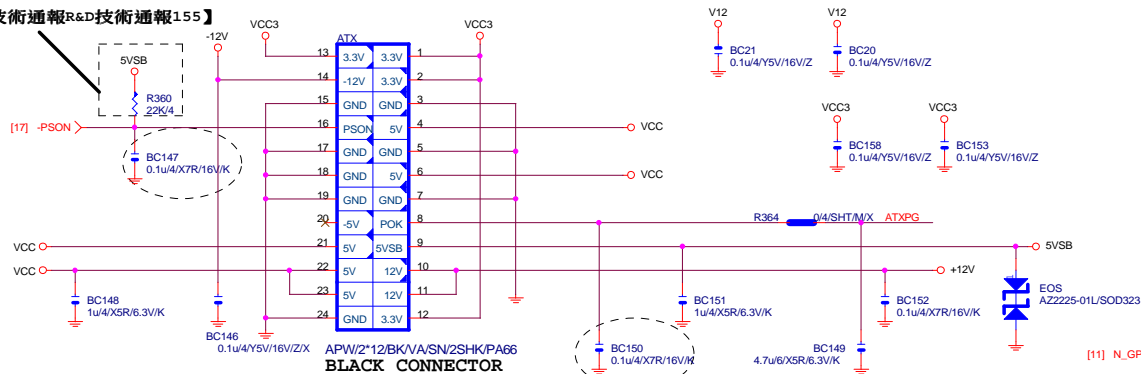 技術通報R&D技術通報155】
5VSB
R360
22K/4
[17] -PSON
BC147
0.1u/4/X7R/16V/K
-12V
VCC3
ATX
VCC3
13 3.3V 3.3V 1
14 -12V 3.3V 2
15 GND GND 3
16 PSON 5V 4
17 GND GND 5
18 GND 5V 6
19 GND GND 7
20 -5V POK 8
21 5V 5VSB 9
22 5V 12V 10
23 5V 12V 11
24 GND 3.3V 12
APW/2*12/BK/VA/SN/2SHK/PA66
BLACK CONNECTOR
VCC
VCC
VCC
VCC
BC148
1u/4/X5R/6.3V/K
BC146
0.1u/4/Y5V/16V/Z/X
V12
BC21
0.1u/4/Y5V/16V/Z
V12
BC20
0.1u/4/Y5V/16V/Z
VCC3
BC158
0.1u/4/Y5V/16V/Z
VCC3
BC153
0.1u/4/Y5V/16V/Z
R364 0/4/SHT/M/X ATXPG
5VSB
+12V
BC151
1u/4/X5R/6.3V/K
BC152
0.1u/4/X7R/16V/K
EOS
AZ2225-01L/SOD323
BC150
0.1u/4/X7R/16V/K
BC149
4.7u/6/X5R/6.3V/K
[11] N_GP